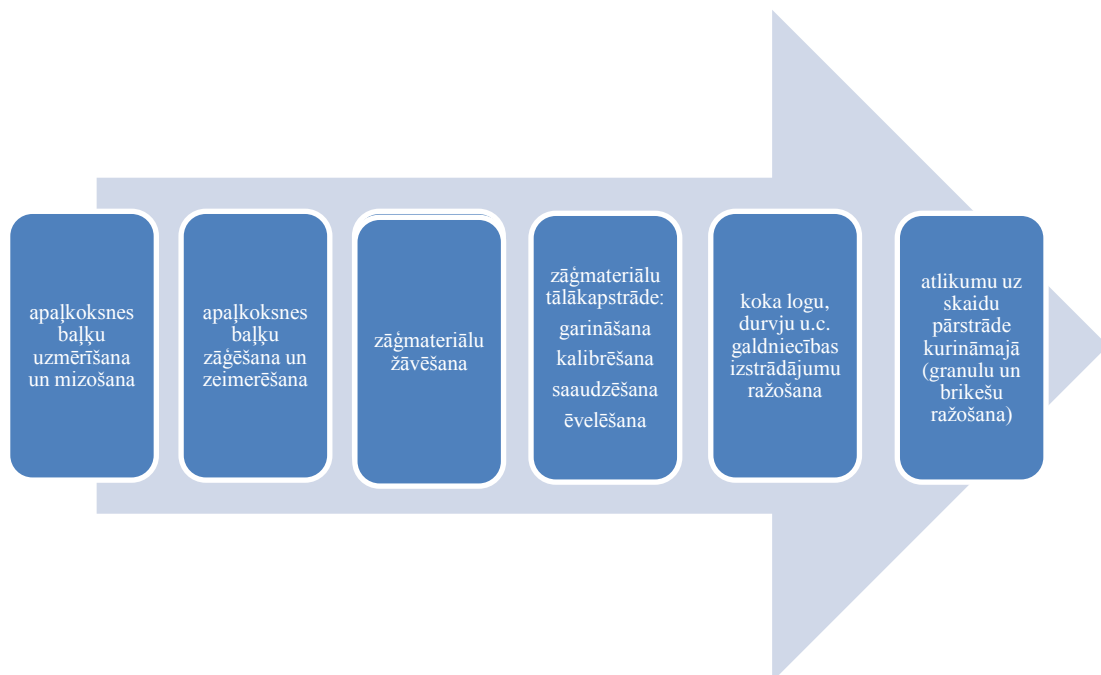 apaļkoksnes
baļķu
uzmērīšana
un mizošana
apaļkoksnes
baļķu
zāģēšana un
zeimerēšana
zāģmateriālu
žāvēšana
zāģmateriālu
tālākapstrāde:
garināšana
kalibrēšana
saaudzēšana
ēvelēšana
koka logu,
durvju u.c.
galdniecības
izstrādājumu
ražošana
atlikumu uz
skaidu
pārstrāde
kurināmajā
(granulu un
brikešu
ražošana)